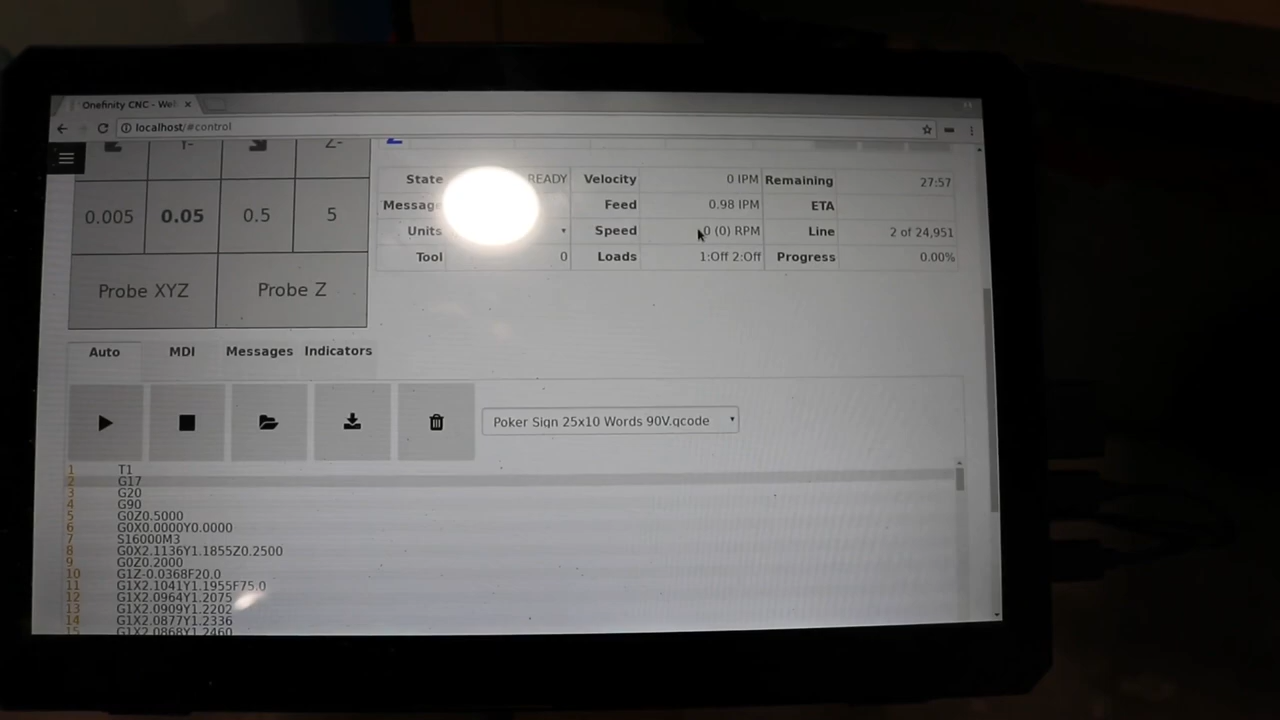 Onefinity CNC - Wel
localhost/#control
Y- Z-
0.005 0.05 0.5 5
Probe XYZ Probe Z
State READY Velocity 0 IPM Remaining 27:57
Message Feed 0.98 IPM ETA
Units Speed 0 (0) RPM Line 2 of 24,951
Tool 0 Loads 1:Off 2:Off Progress 0.00%
Auto MDI Messages Indicators
Poker Sign 25x10 Words 90V.gcode
1 T1
2 G17
3 G20
4 G90
5 G0Z0.5000
6 G0X0.0000Y0.0000
7 S16000M3
8 G0X2.1136Y1.1855Z0.2500
9 G0Z0.2000
10 G1Z-0.0368F20.0
11 G1X2.1041Y1.1955F75.0
12 G1X2.0964Y1.2075
13 G1X2.0909Y1.2202
14 G1X2.0877Y1.2336
15 G1X2.0868Y1.2460